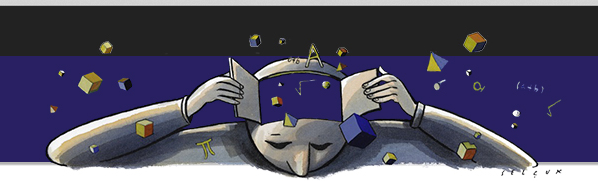 a+b
A
√
α
(a+b)
√
π
SELÇUK